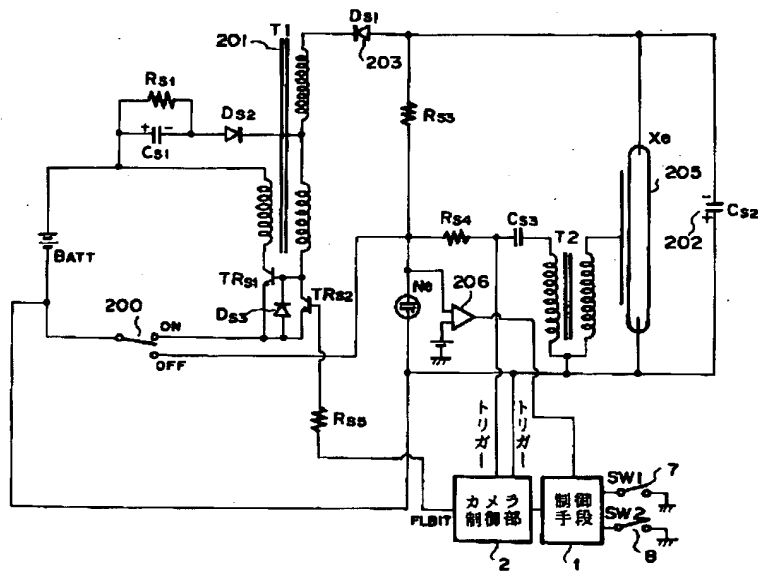 DS1
T1
201
203
RS1
DS2
+ -
CS1
RS3
Xe
205
202
-
+
CS2
RS4
CS3
T2
BATT
TRS1
TRS2
DS3
Ne
206
200
ON
OFF
RS5
トリガー
トリガー
FLBIT
カメラ
制御部
制御
手段
SW1
7
SW2
8
2
1